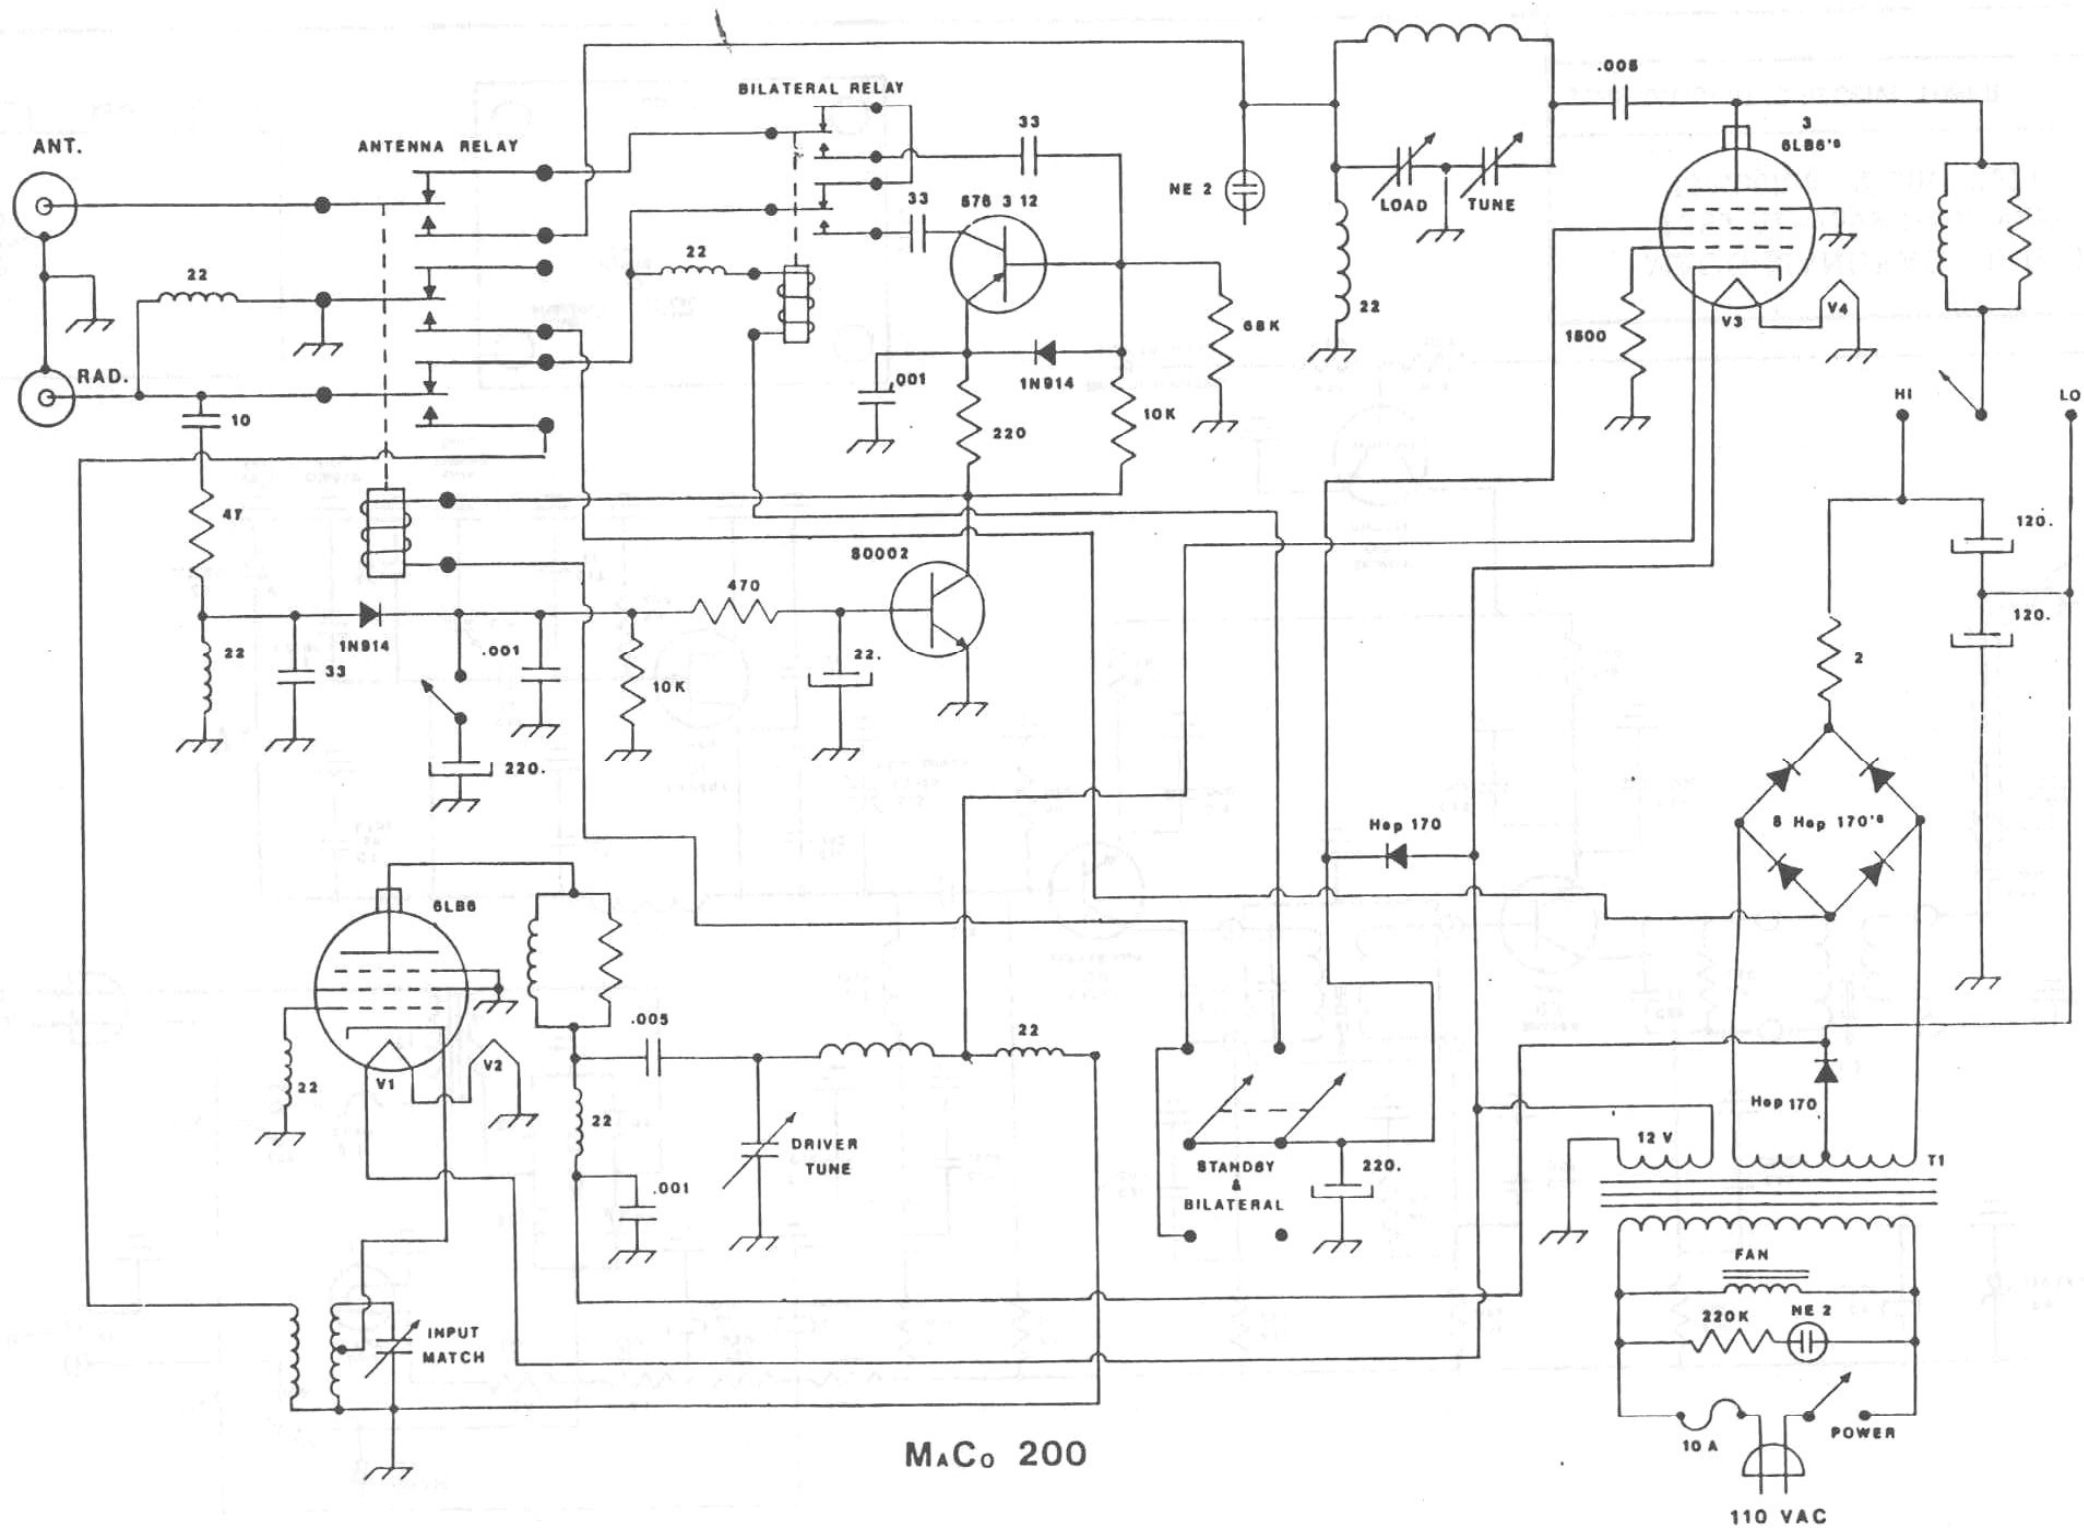 .005
BILATERAL RELAY
33
3
6LB6's
ANT.
ANTENNA RELAY
NE 2
33
676 3 12
LOAD
TUNE
22
22
68K
22
V3
V4
1500
RAD.
.001
1N914
10
10K
HI
LO
220
47
120.
80002
470
120.
22
1N914
.001
22.
2
33
10K
220.
Hep 170
8 Hep 170's
6LB6
.005
22
V1
V2
22
22
Hep 170
DRIVER
TUNE
12 V
STANDBY
&
BILATERAL
220.
T1
.001
FAN
220K
NE 2
INPUT
MATCH
10 A
POWER
MACO 200
110 VAC